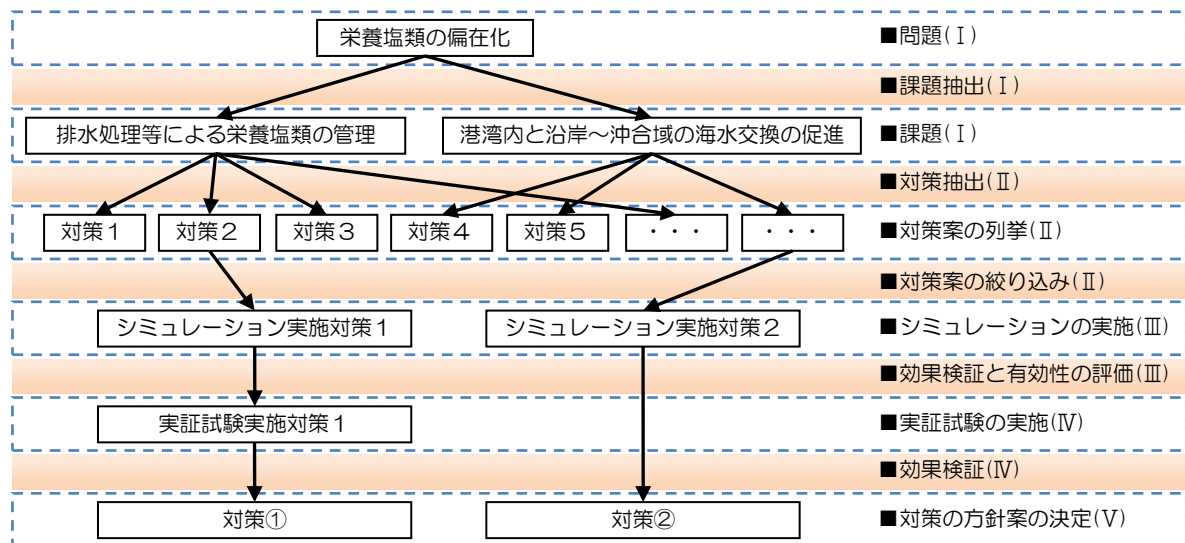 栄養塩類の偏在化
■問題(Ⅰ)
■課題抽出(Ⅰ)
排水処理等による栄養塩類の管理
港湾内と沿岸～沖合域の海水交換の促進
■課題(Ⅰ)
■対策抽出(Ⅱ)
対策１
対策２
対策３
対策４
対策５
・・・
・・・
■対策案の列挙(Ⅱ)
■対策案の絞り込み(Ⅱ)
シミュレーション実施対策１
シミュレーション実施対策２
■シミュレーションの実施(Ⅲ)
■効果検証と有効性の評価(Ⅲ)
実証試験実施対策１
■実証試験の実施(Ⅳ)
■効果検証(Ⅳ)
対策①
対策②
■対策の方針案の決定(Ⅴ)